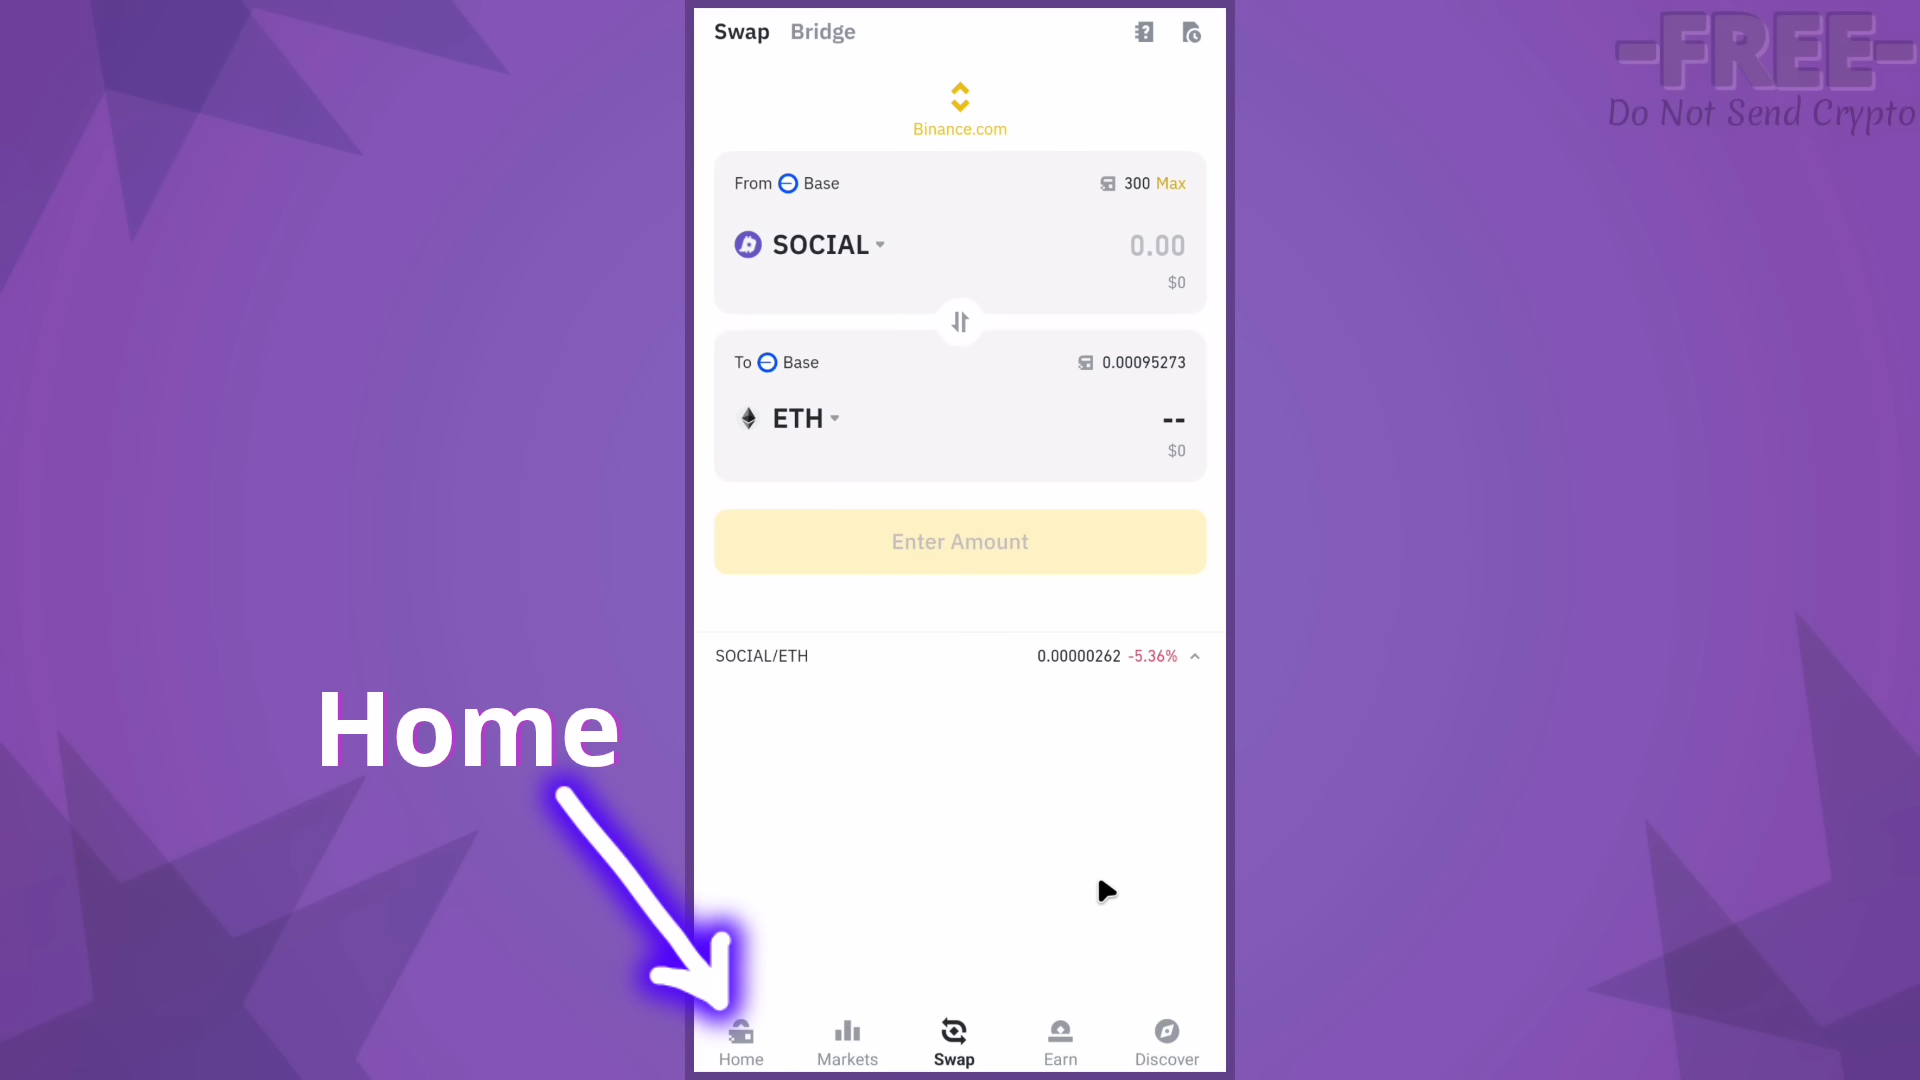 Swap Bridge
-FREE-
Do Not Send Crypto
Binance.com
From Base 300 Max
SOCIAL 0.00
$0
To Base 0.00095273
ETH --
$0
Enter Amount
SOCIAL/ETH 0.00000262 -5.36%
Home
Home Markets Swap Earn Discover